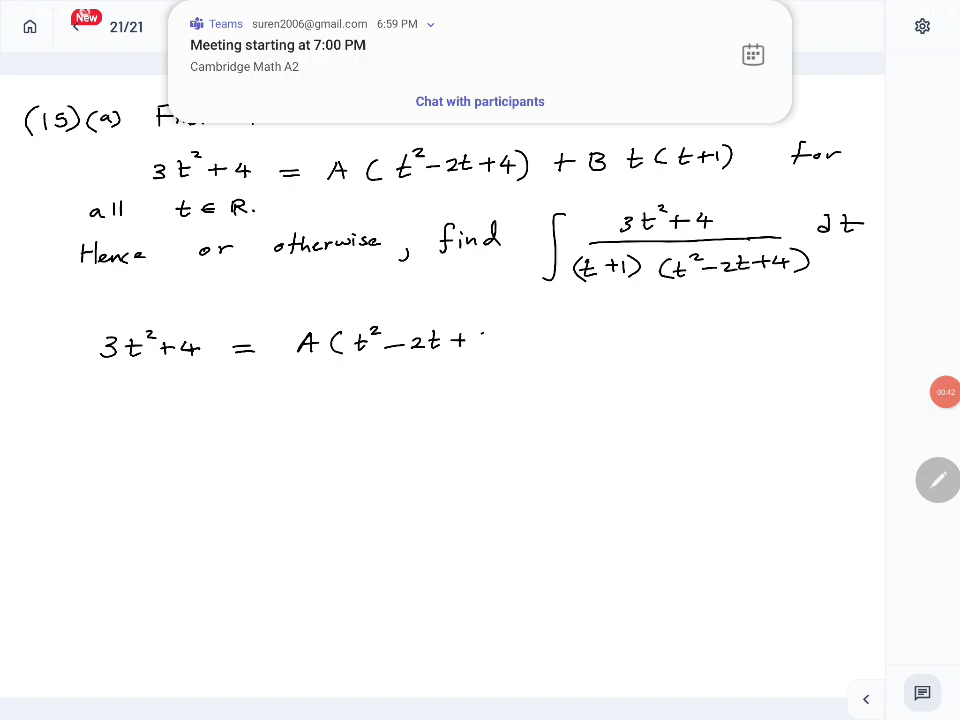 New
21/21
Teams suren2006@gmail.com 6:59 PM
Meeting starting at 7:00 PM
Cambridge Math A2
Chat with participants
(15)(a)
3t² + 4 = A (t² - 2t + 4) + B t (t+1) for
all t ∈ ℝ.
Hence or otherwise, find ∫ (3t² + 4) / ((t+1) (t² - 2t + 4)) dt
3t² + 4 = A (t² - 2t +
00:42